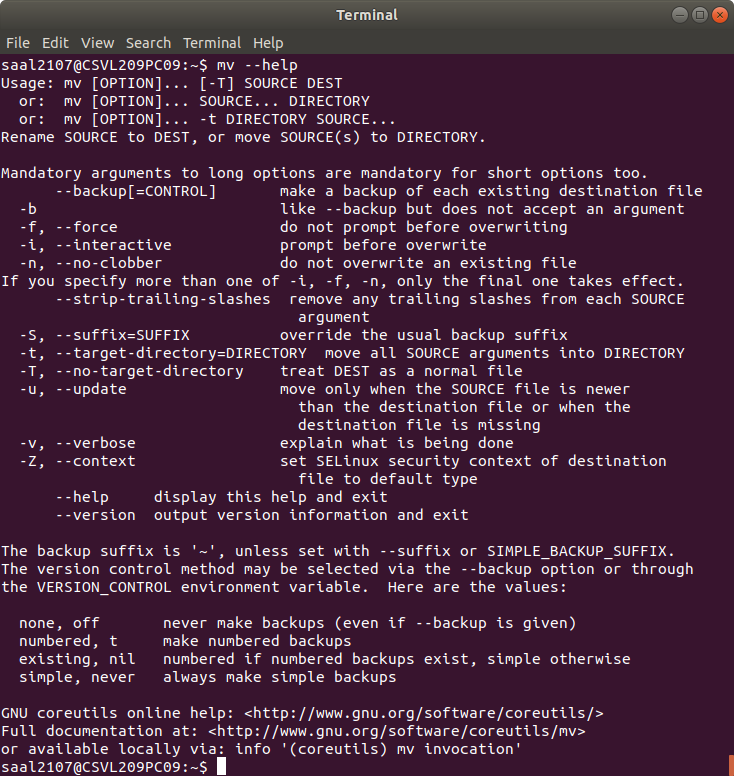 Terminal
File Edit View Search Terminal Help
saal2107@CSVL209PC09:~$ mv --help
Usage: mv [OPTION]... [-T] SOURCE DEST
  or:  mv [OPTION]... SOURCE... DIRECTORY
  or:  mv [OPTION]... -t DIRECTORY SOURCE...
Rename SOURCE to DEST, or move SOURCE(s) to DIRECTORY.

Mandatory arguments to long options are mandatory for short options too.
      --backup[=CONTROL]       make a backup of each existing destination file
  -b                           like --backup but does not accept an argument
  -f, --force                  do not prompt before overwriting
  -i, --interactive            prompt before overwrite
  -n, --no-clobber             do not overwrite an existing file
If you specify more than one of -i, -f, -n, only the final one takes effect.
      --strip-trailing-slashes  remove any trailing slashes from each SOURCE
                                 argument
  -S, --suffix=SUFFIX          override the usual backup suffix
  -t, --target-directory=DIRECTORY  move all SOURCE arguments into DIRECTORY
  -T, --no-target-directory    treat DEST as a normal file
  -u, --update                 move only when the SOURCE file is newer
                                 than the destination file or when the
                                 destination file is missing
  -v, --verbose                explain what is being done
  -Z, --context                set SELinux security context of destination
                                 file to default type
      --help     display this help and exit
      --version  output version information and exit

The backup suffix is '~', unless set with --suffix or SIMPLE_BACKUP_SUFFIX.
The version control method may be selected via the --backup option or through
the VERSION_CONTROL environment variable.  Here are the values:

  none, off       never make backups (even if --backup is given)
  numbered, t     make numbered backups
  existing, nil   numbered if numbered backups exist, simple otherwise
  simple, never   always make simple backups

GNU coreutils online help: <http://www.gnu.org/software/coreutils/>
Full documentation at: <http://www.gnu.org/software/coreutils/mv>
or available locally via: info '(coreutils) mv invocation'
saal2107@CSVL209PC09:~$